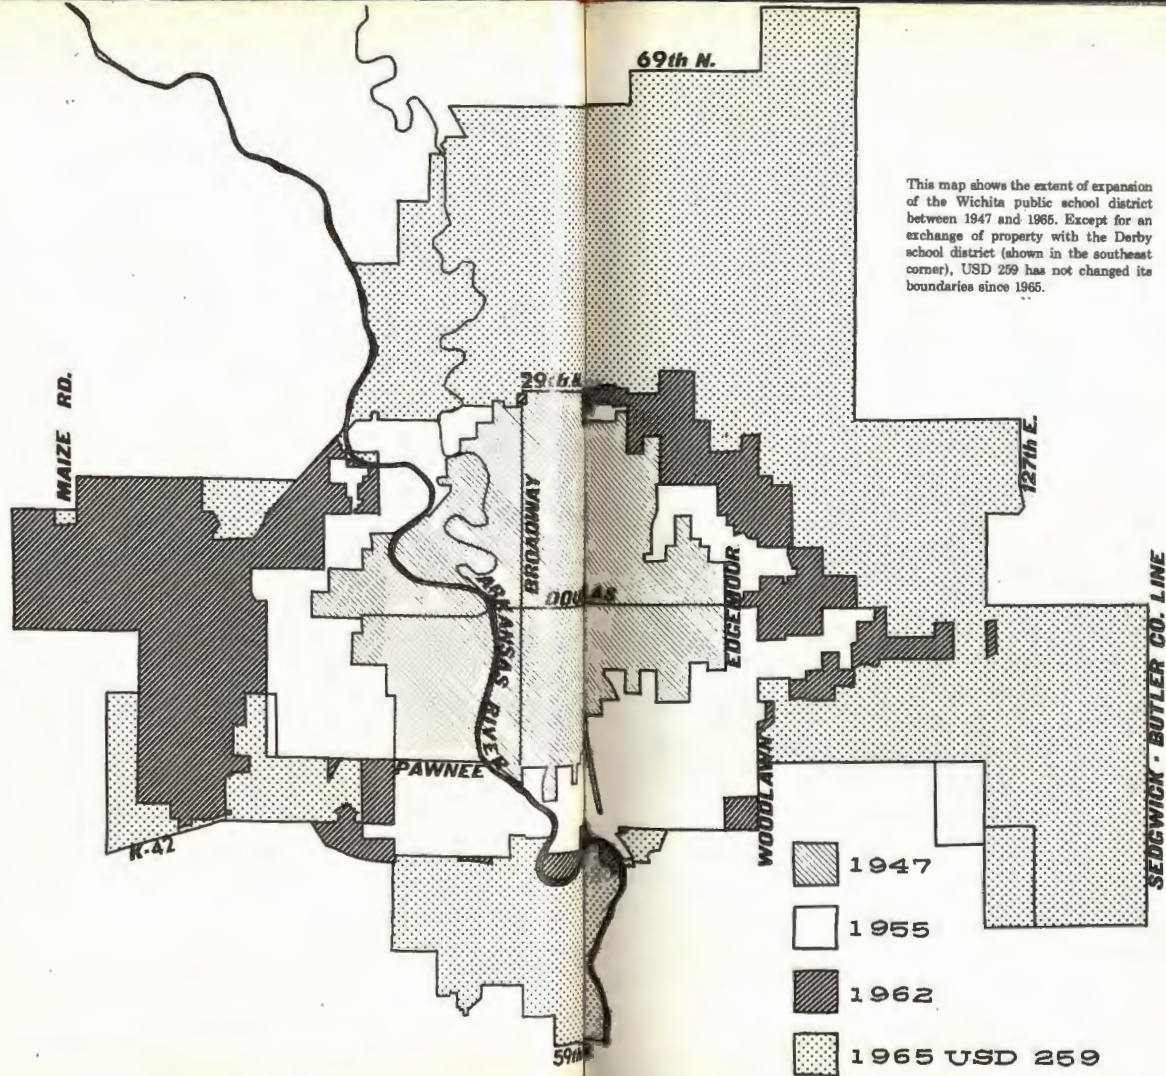 69th N.
This map shows the extent of expansion
of the Wichita public school district
between 1947 and 1965. Except for an
exchange of property with the Derby
school district (shown in the southeast
corner), USD 259 has not changed its
boundaries since 1965.
29th N
MAIZE RD.
127th E.
BROADWAY
EDGEMOOR
DOUGLAS
ARKANSAS RIVER
SEDGWICK - BUTLER CO. LINE
PAWNEE
WOODLAWN
K-42
1947
1955
1962
1965 USD 259
59th